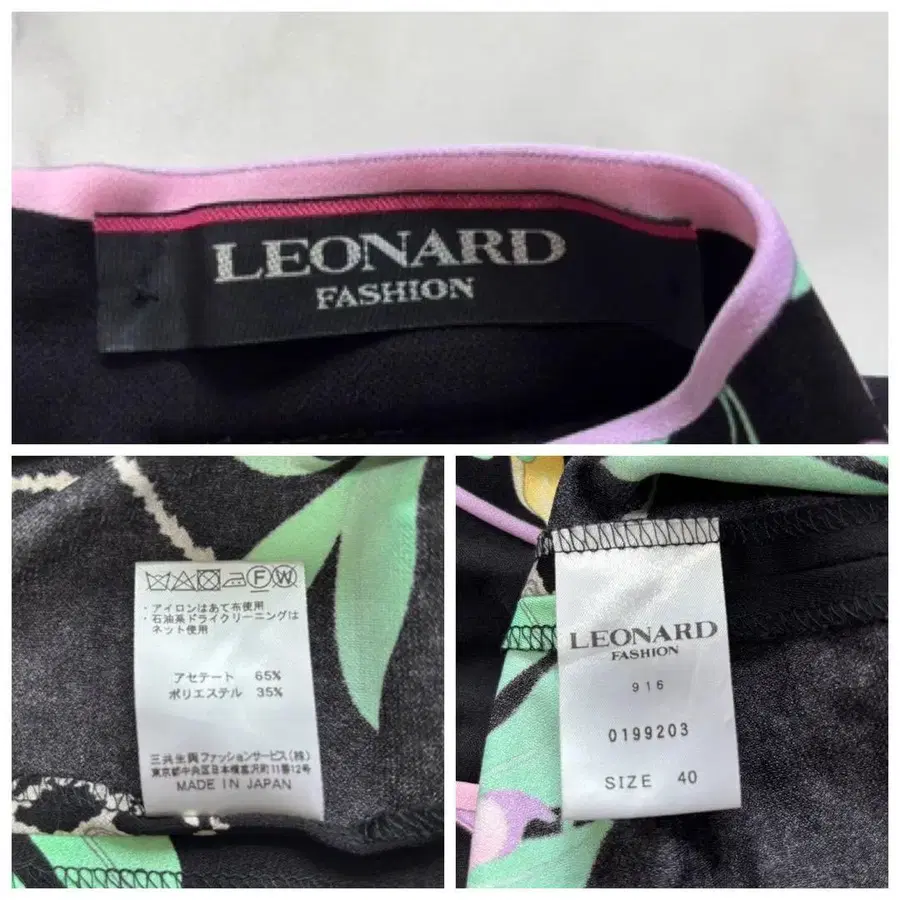 LEONARD
FASHION
F W
・アイロンはあて布使用
・石油系ドライクリーニングは
ネット使用
アセテート 65%
ポリエステル 35%
三共生興ファッションサービス(株)
東京都中央区日本橋富沢町11番12号
MADE IN JAPAN
LEONARD
FASHION
916
0199203
SIZE 40